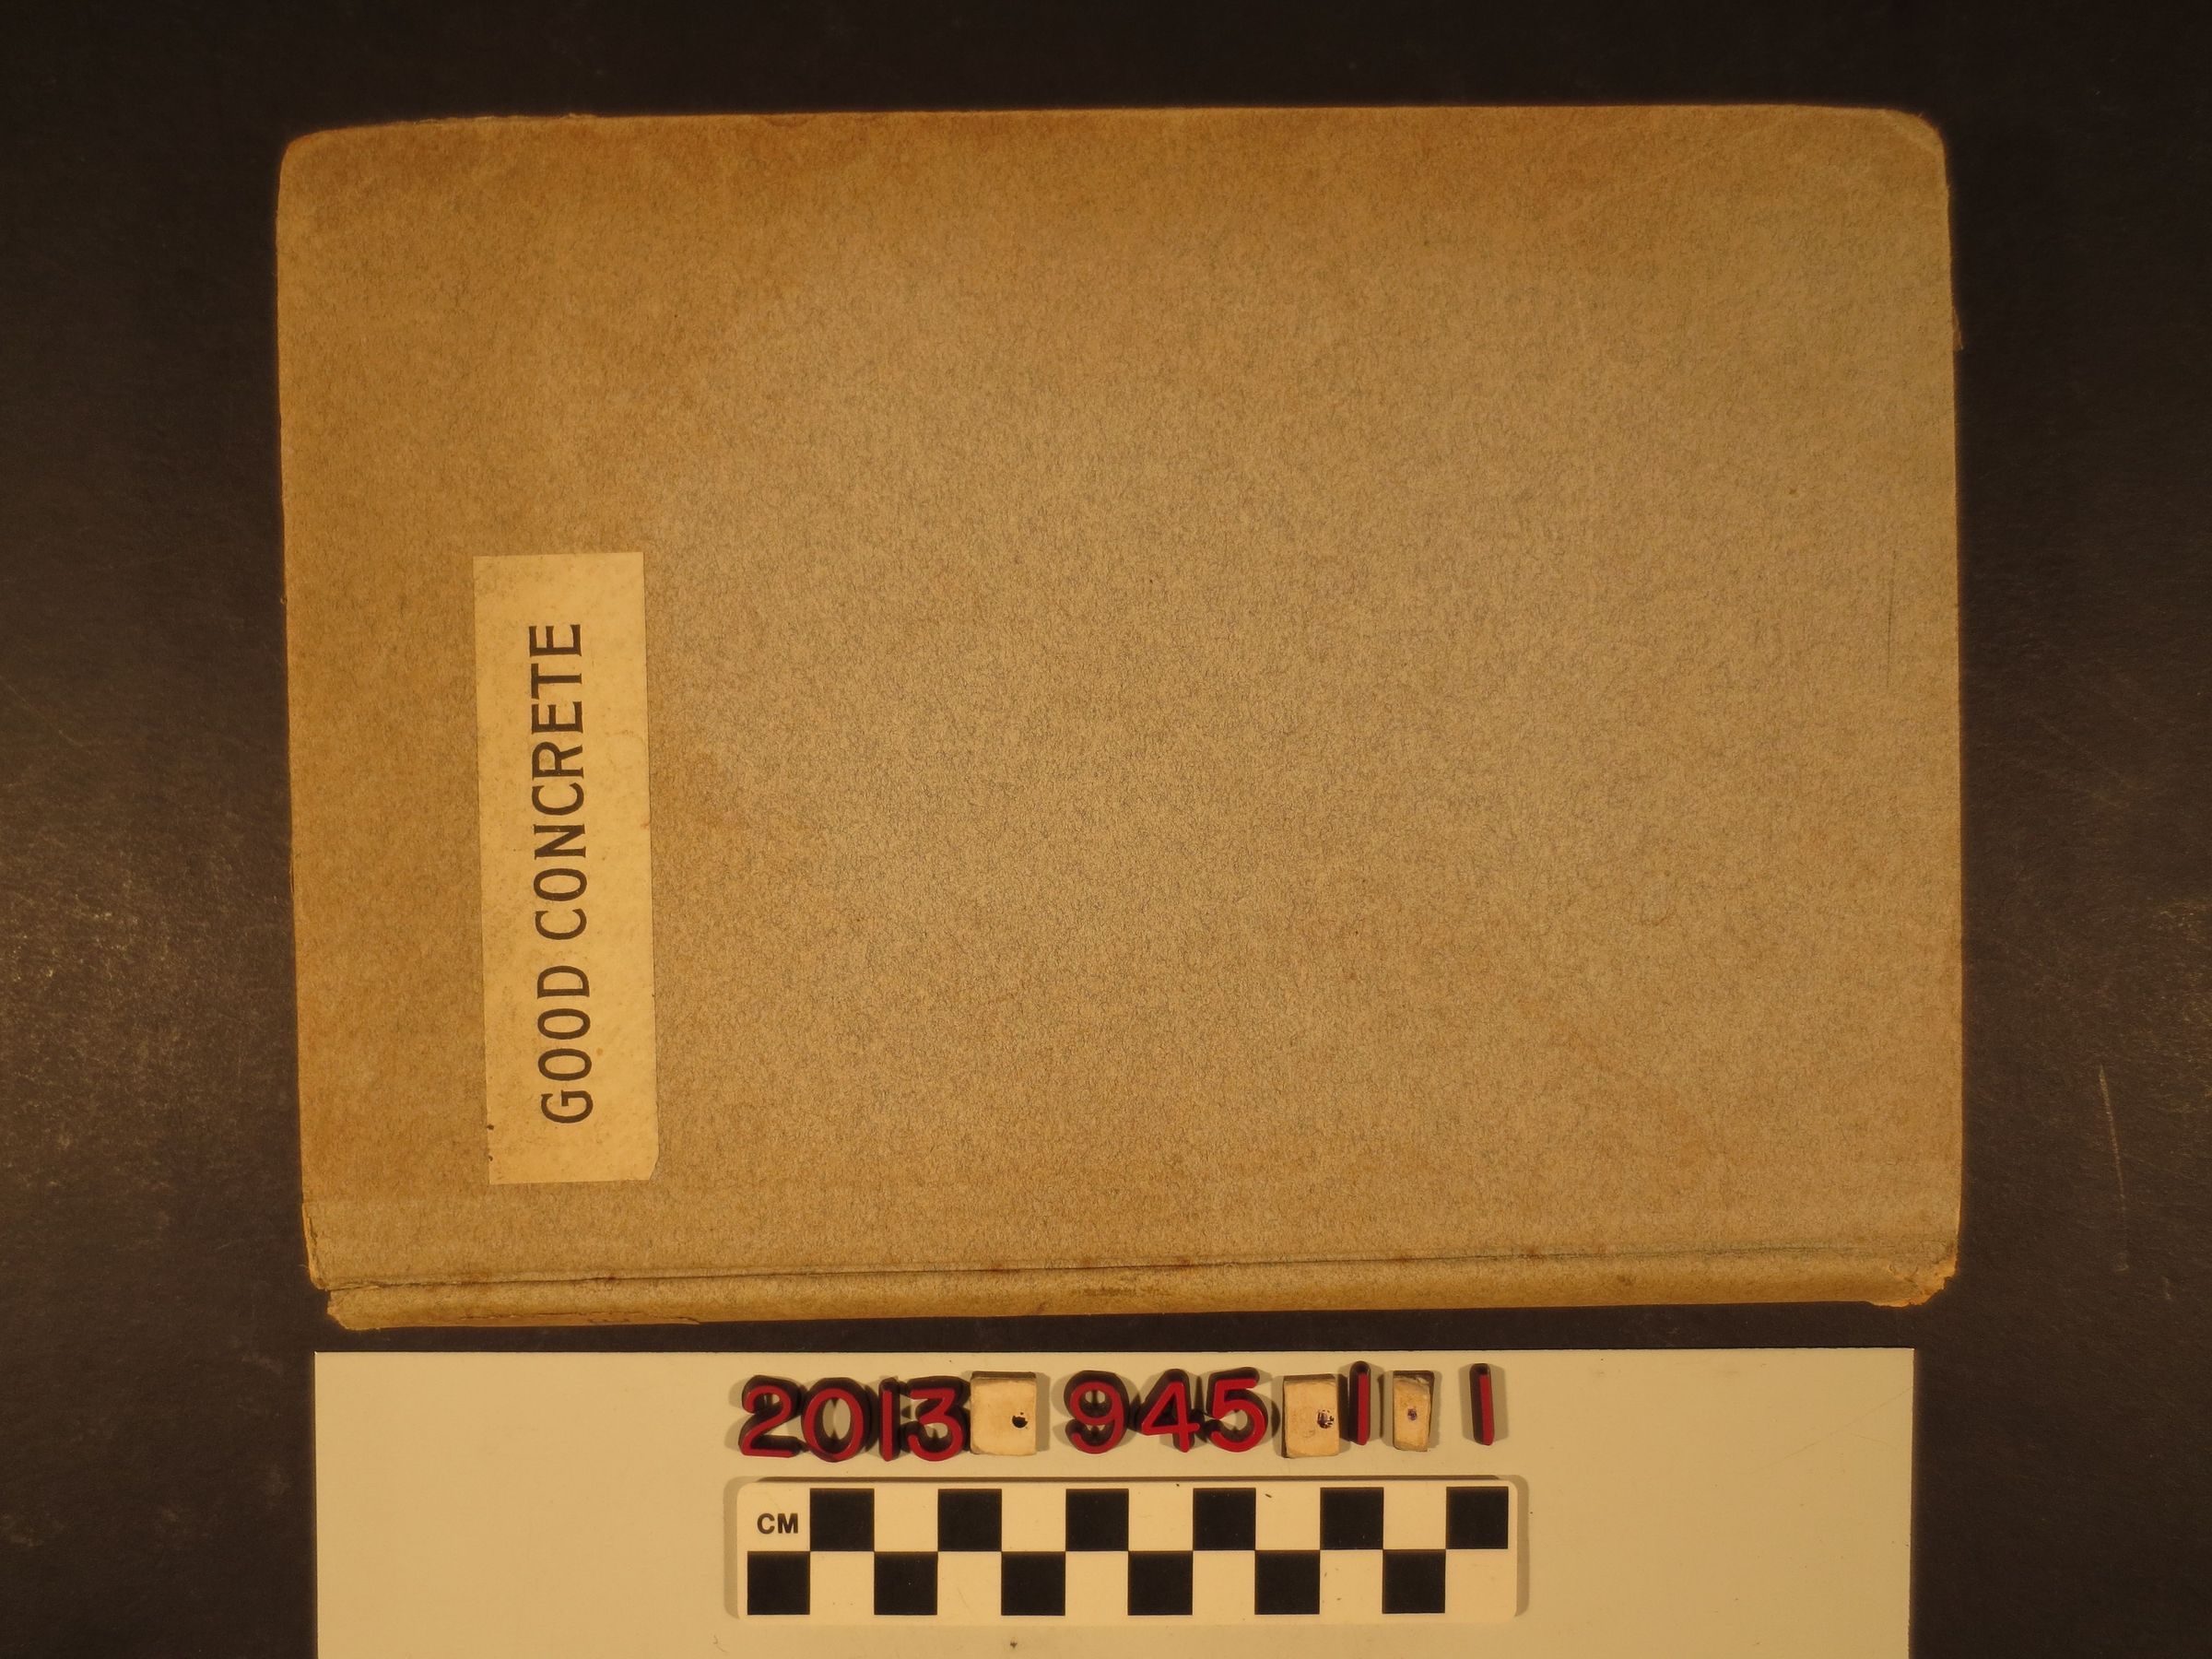 GOOD CONCRETE
2013 . 945 . 1 . 1
CM